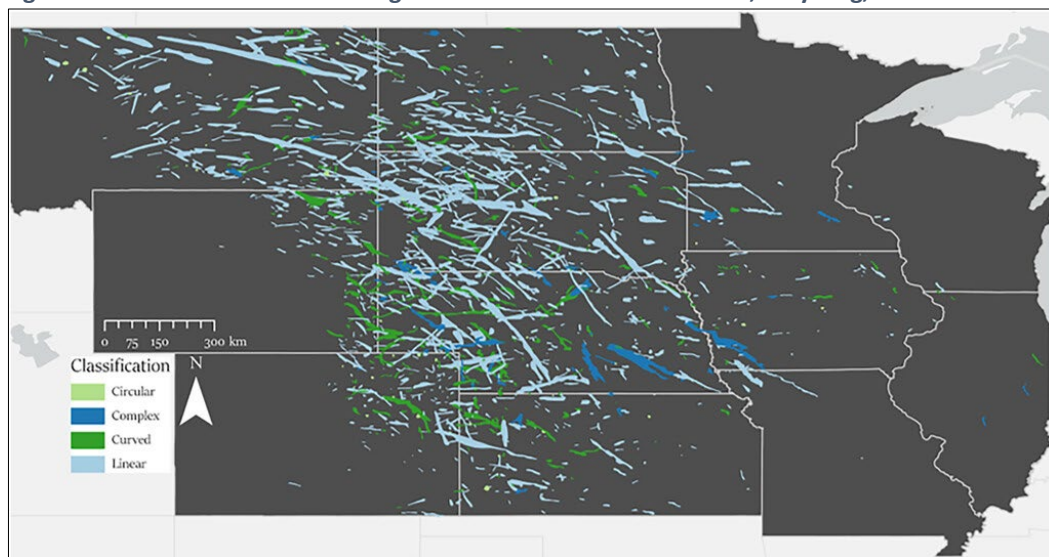 0 75 150 300 km
Classification
N
Circular
Complex
Curved
Linear